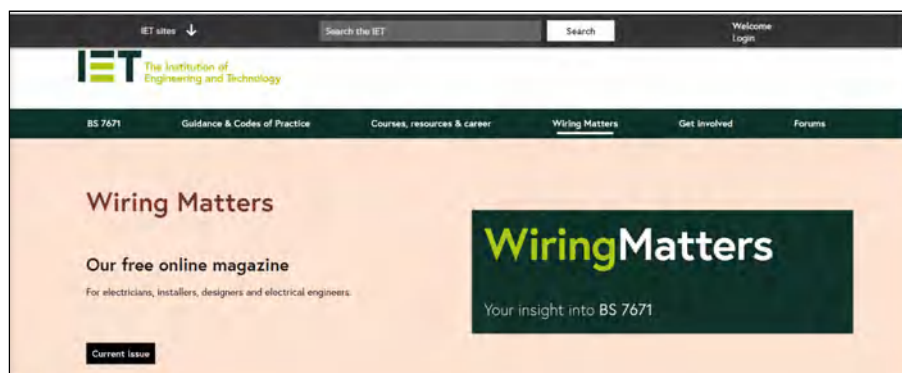 IET sites
Search the IET
Search
Welcome
Login
IET The Institution of
Engineering and Technology
BS 7671 Guidance & Codes of Practice Courses, resources & career Wiring Matters Get involved Forums
Wiring Matters
Our free online magazine
For electricians, installers, designers and electrical engineers.
Current issue
WiringMatters
Your insight into BS 7671